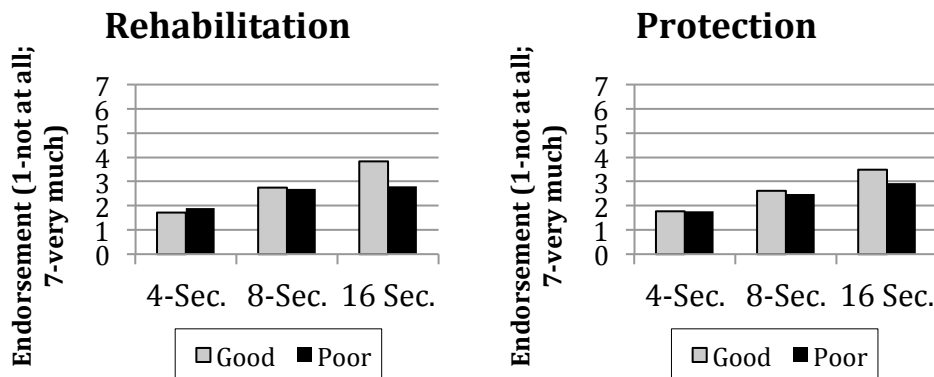 Rehabilitation
Endorsement (1-not at all;
7-very much)
7
6
5
4
3
2
1
0
4-Sec. 8-Sec. 16 Sec.
Good Poor
Protection
Endorsement (1-not at all;
7-very much)
7
6
5
4
3
2
1
0
4-Sec. 8-Sec. 16 Sec.
Good Poor